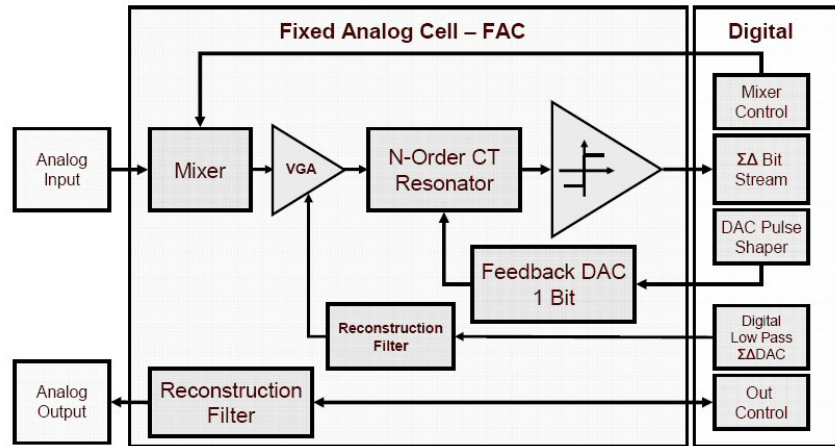 Fixed Analog Cell – FAC
Digital
Mixer
Control
Analog
Input
Mixer
VGA
N-Order CT
Resonator
ΣΔ Bit
Stream
DAC Pulse
Shaper
Feedback DAC
1 Bit
Reconstruction
Filter
Digital
Low Pass
ΣΔDAC
Analog
Output
Reconstruction
Filter
Out
Control